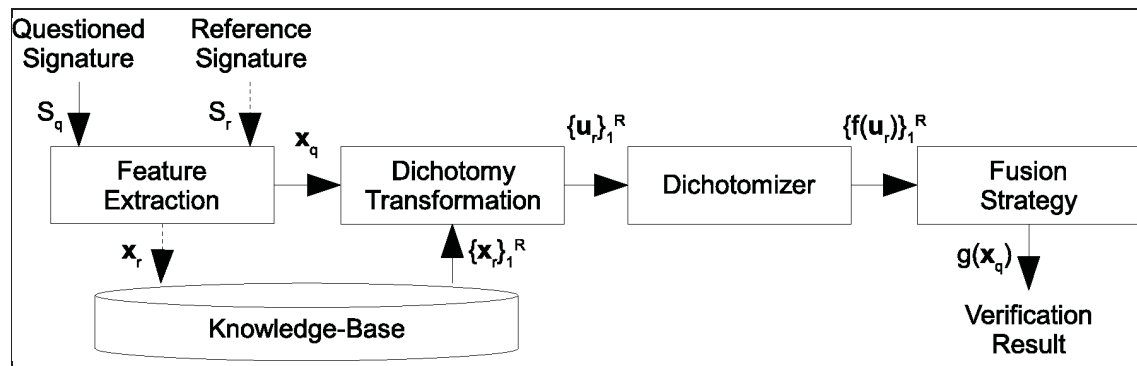 Questioned
Signature
Reference
Signature
S_q
S_r
x_q
{u_r}_1^R
{f(u_r)}_1^R
Feature
Extraction
Dichotomy
Transformation
Dichotomizer
Fusion
Strategy
x_r
{x_r}_1^R
g(x_q)
Knowledge-Base
Verification
Result